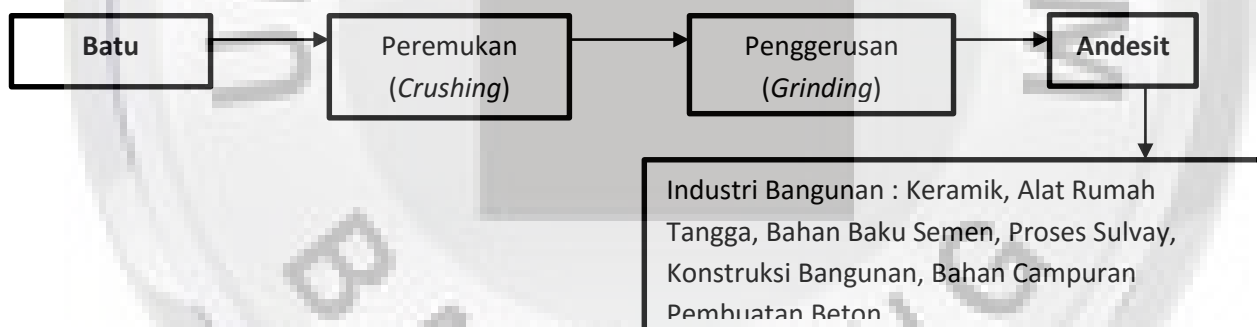 Batu
Peremukan
(Crushing)
Penggerusan
(Grinding)
Andesit
Industri Bangunan : Keramik, Alat Rumah
Tangga, Bahan Baku Semen, Proses Sulvay,
Konstruksi Bangunan, Bahan Campuran
Pembuatan Beton